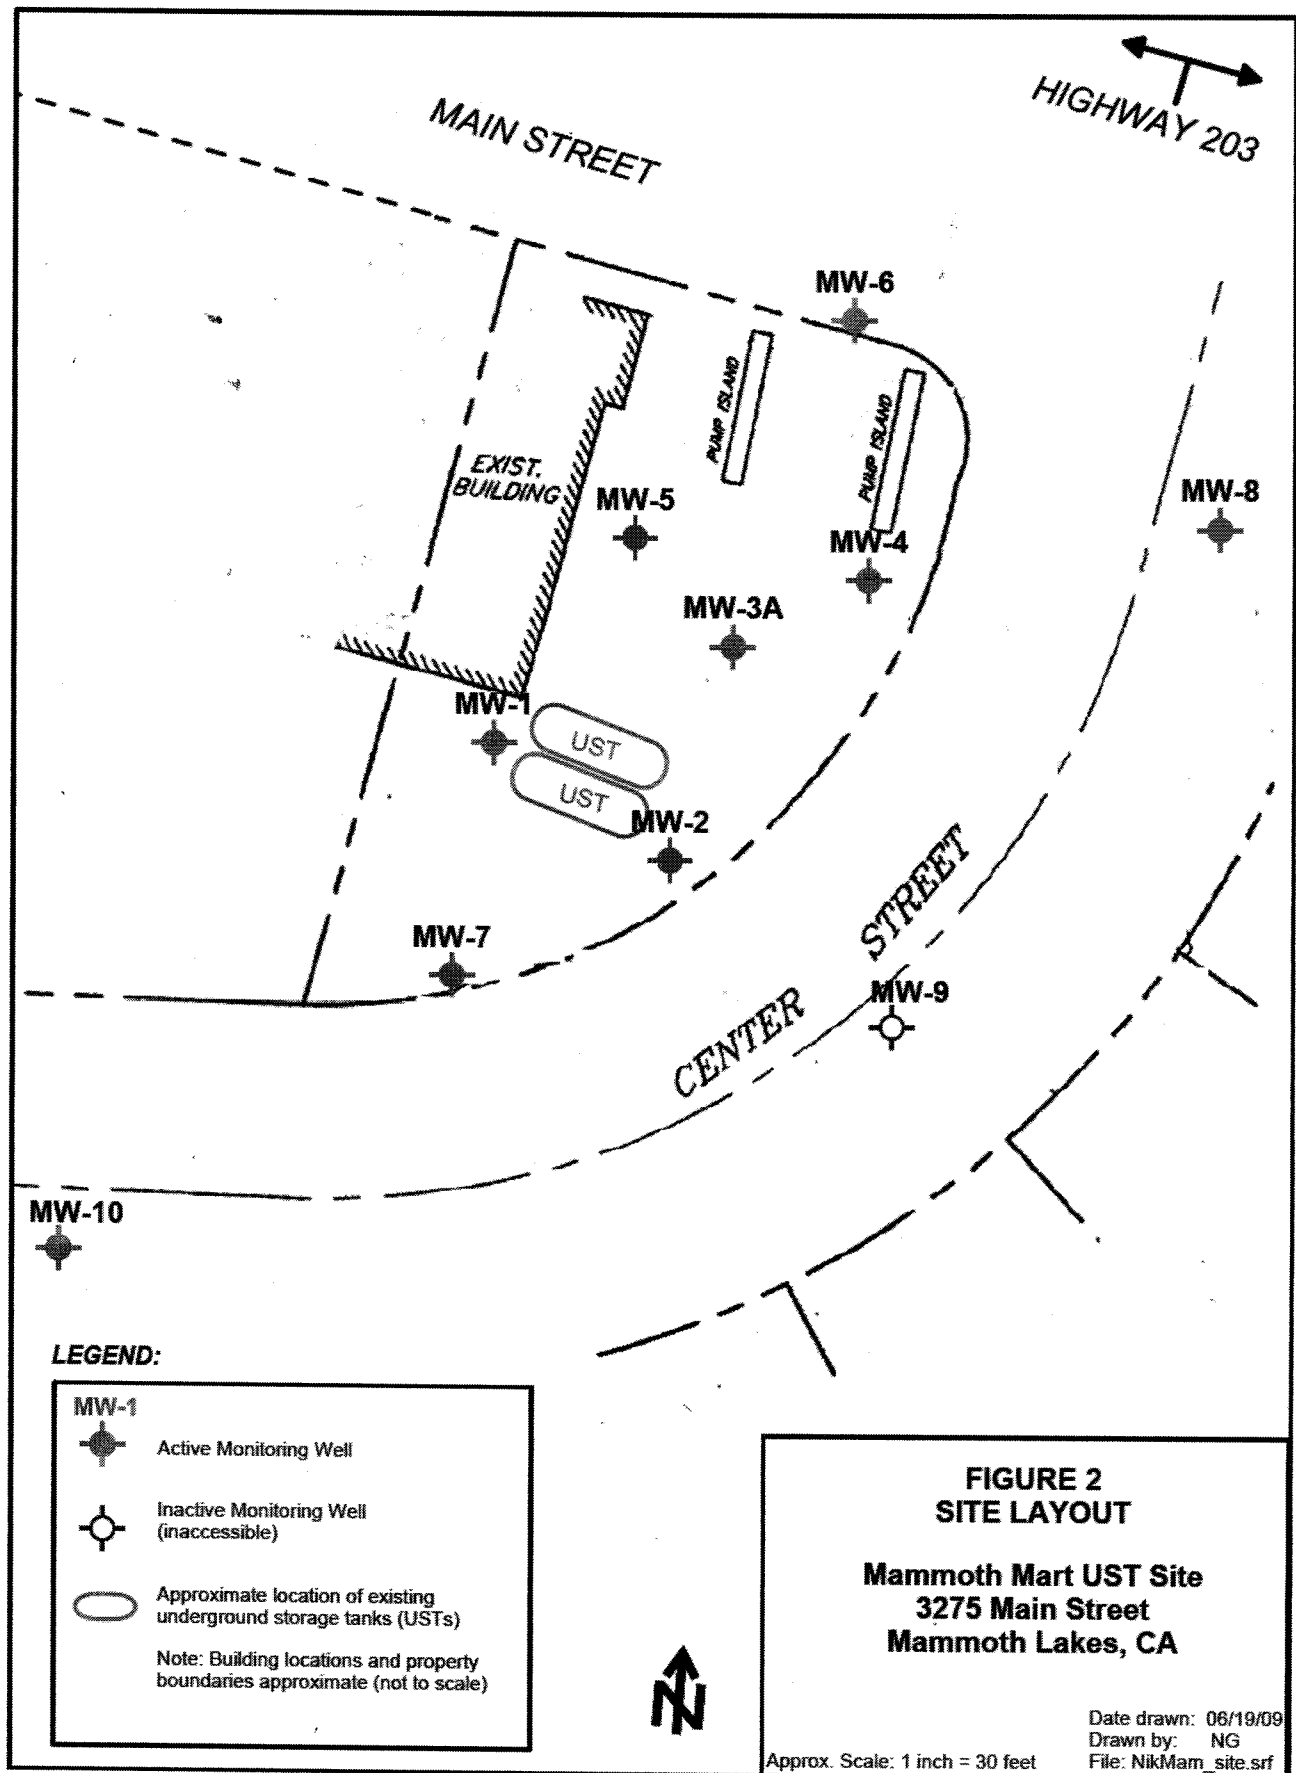 HIGHWAY 203
MAIN STREET
MW-6
PUMP ISLAND
PUMP ISLAND
EXIST.
BUILDING
MW-5
MW-8
MW-4
MW-3A
MW-1
UST
UST
MW-2
MW-7
CENTER STREET
MW-9
MW-10
LEGEND:
MW-1
Active Monitoring Well
Inactive Monitoring Well
(inaccessible)
Approximate location of existing
underground storage tanks (USTs)
Note: Building locations and property
boundaries approximate (not to scale)
N
FIGURE 2
SITE LAYOUT
Mammoth Mart UST Site
3275 Main Street
Mammoth Lakes, CA
Date drawn: 06/19/09
Drawn by: NG
Approx. Scale: 1 inch = 30 feet
File: NikMam_site.srf